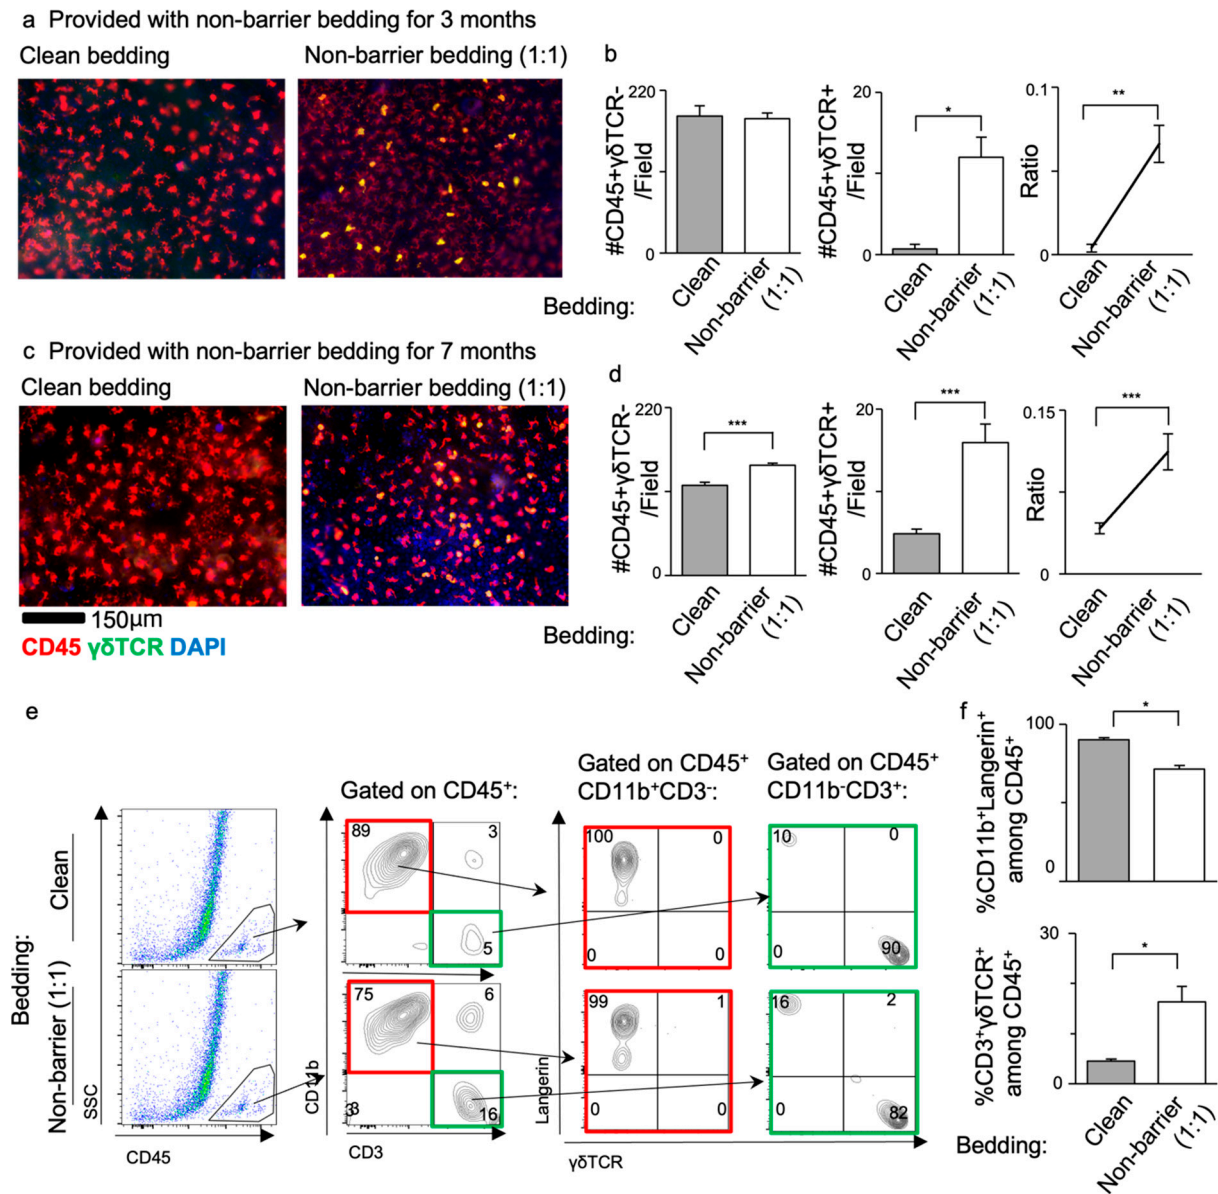 a Provided with non-barrier bedding for 3 months
Clean bedding
Non-barrier bedding (1:1)
b
#CD45+γδTCR-
/Field
220
0
Clean
Non-barrier
(1:1)
#CD45+γδTCR+
/Field
20
0
*
Clean
Non-barrier
(1:1)
Ratio
0.1
0
**
Clean
Non-barrier
(1:1)
Bedding:
c Provided with non-barrier bedding for 7 months
Clean bedding
Non-barrier bedding (1:1)
150μm
CD45 γδTCR DAPI
d
#CD45+γδTCR-
/Field
220
0
***
Clean
Non-barrier
(1:1)
#CD45+γδTCR+
/Field
20
0
***
Clean
Non-barrier
(1:1)
Ratio
0.15
0
***
Clean
Non-barrier
(1:1)
Bedding:
e
Gated on CD45+:
Gated on CD45+
CD11b+CD3-:
Gated on CD45+
CD11b-CD3+:
Bedding:
Clean
Non-barrier (1:1)
89
3
5
100
0
0
0
10
0
0
90
75
6
3
16
99
1
0
0
16
2
0
82
SSC
CD45
CD11b
CD3
Langerin
γδTCR
f
%CD11b+Langerin+
among CD45+
100
0
*
%CD3+γδTCR+
among CD45+
30
0
*
Bedding:
Clean
Non-barrier
(1:1)